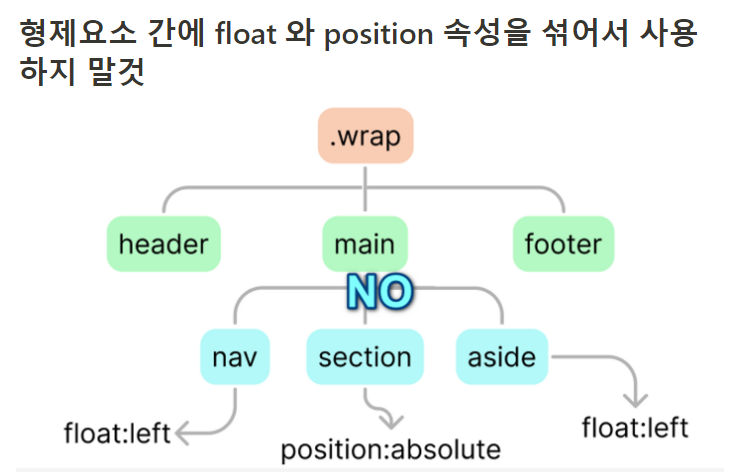 형제요소 간에 float 와 position 속성을 섞어서 사용
하지 말것
.wrap
header main footer
NO
nav section aside
float:left
position:absolute
float:left